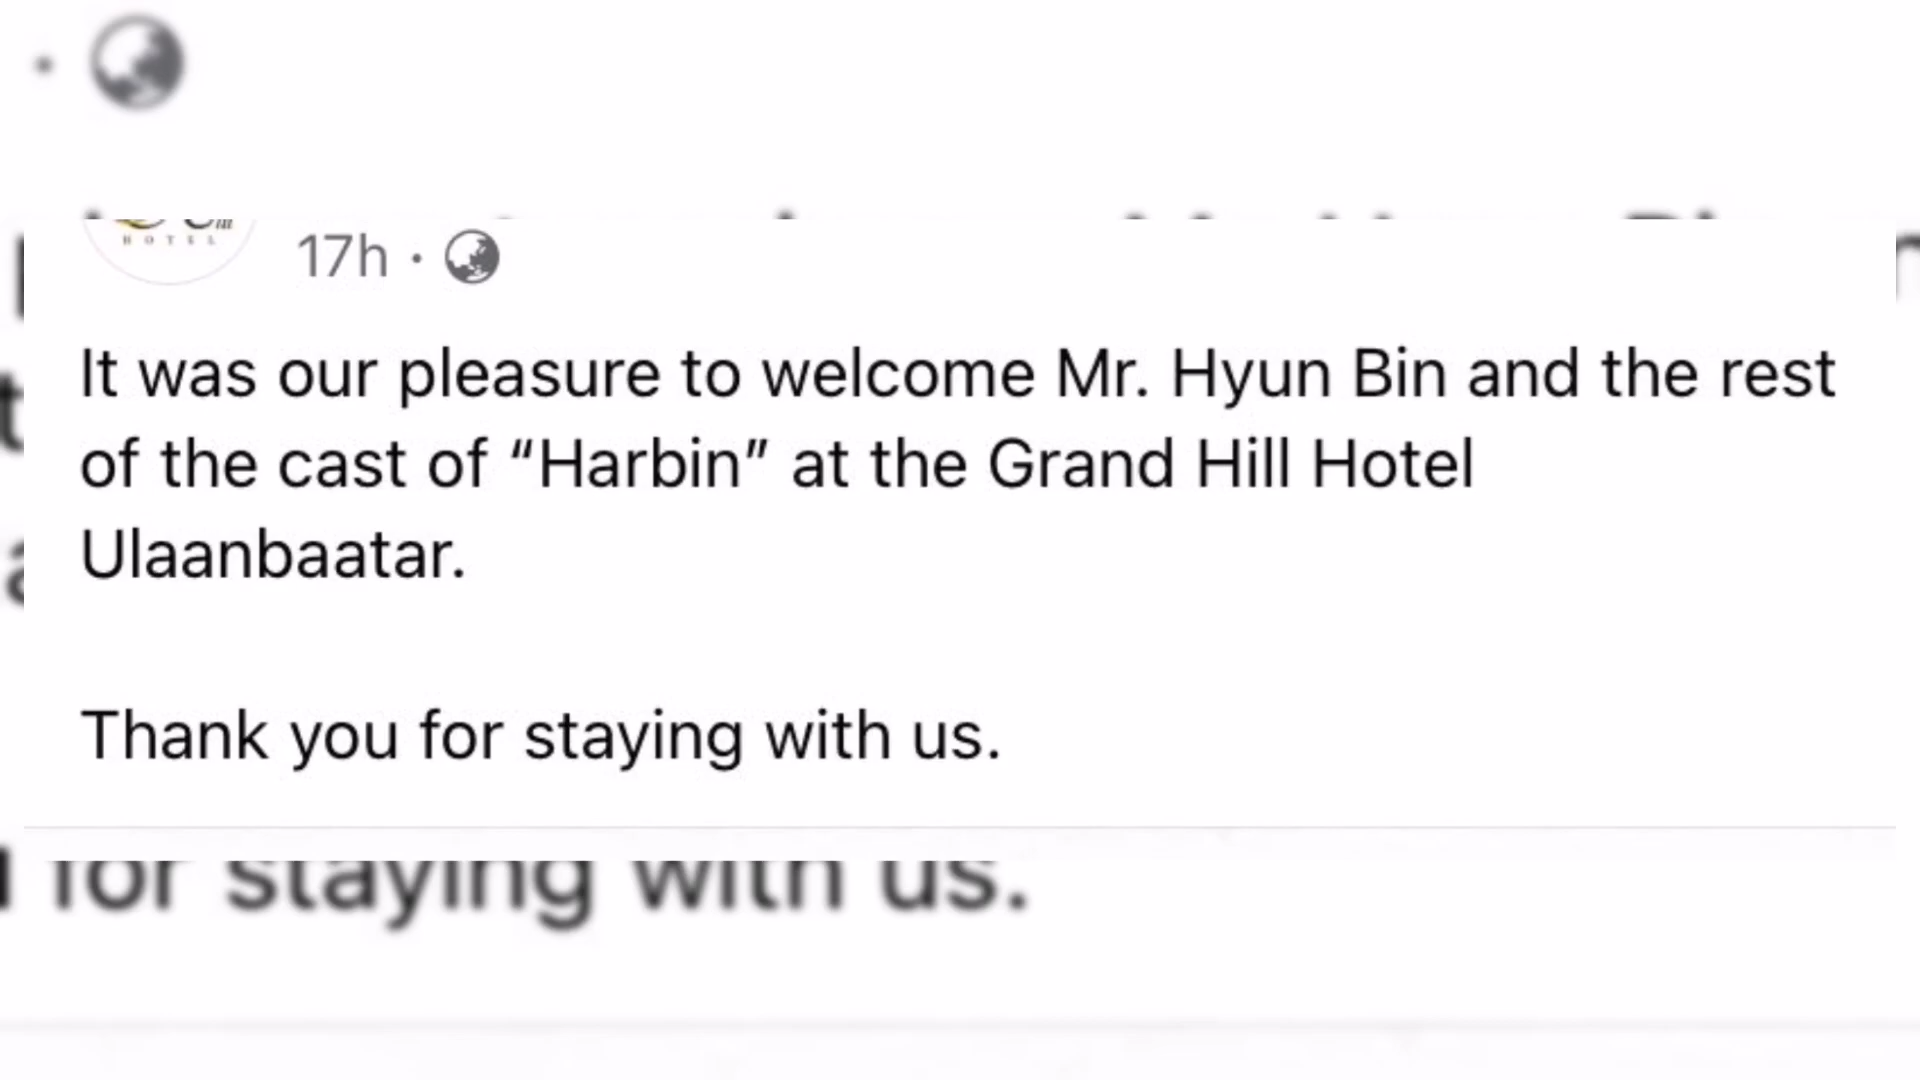 HOTEL
17h ·
It was our pleasure to welcome Mr. Hyun Bin and the rest
of the cast of “Harbin” at the Grand Hill Hotel
Ulaanbaatar.
Thank you for staying with us.
for staying with us.